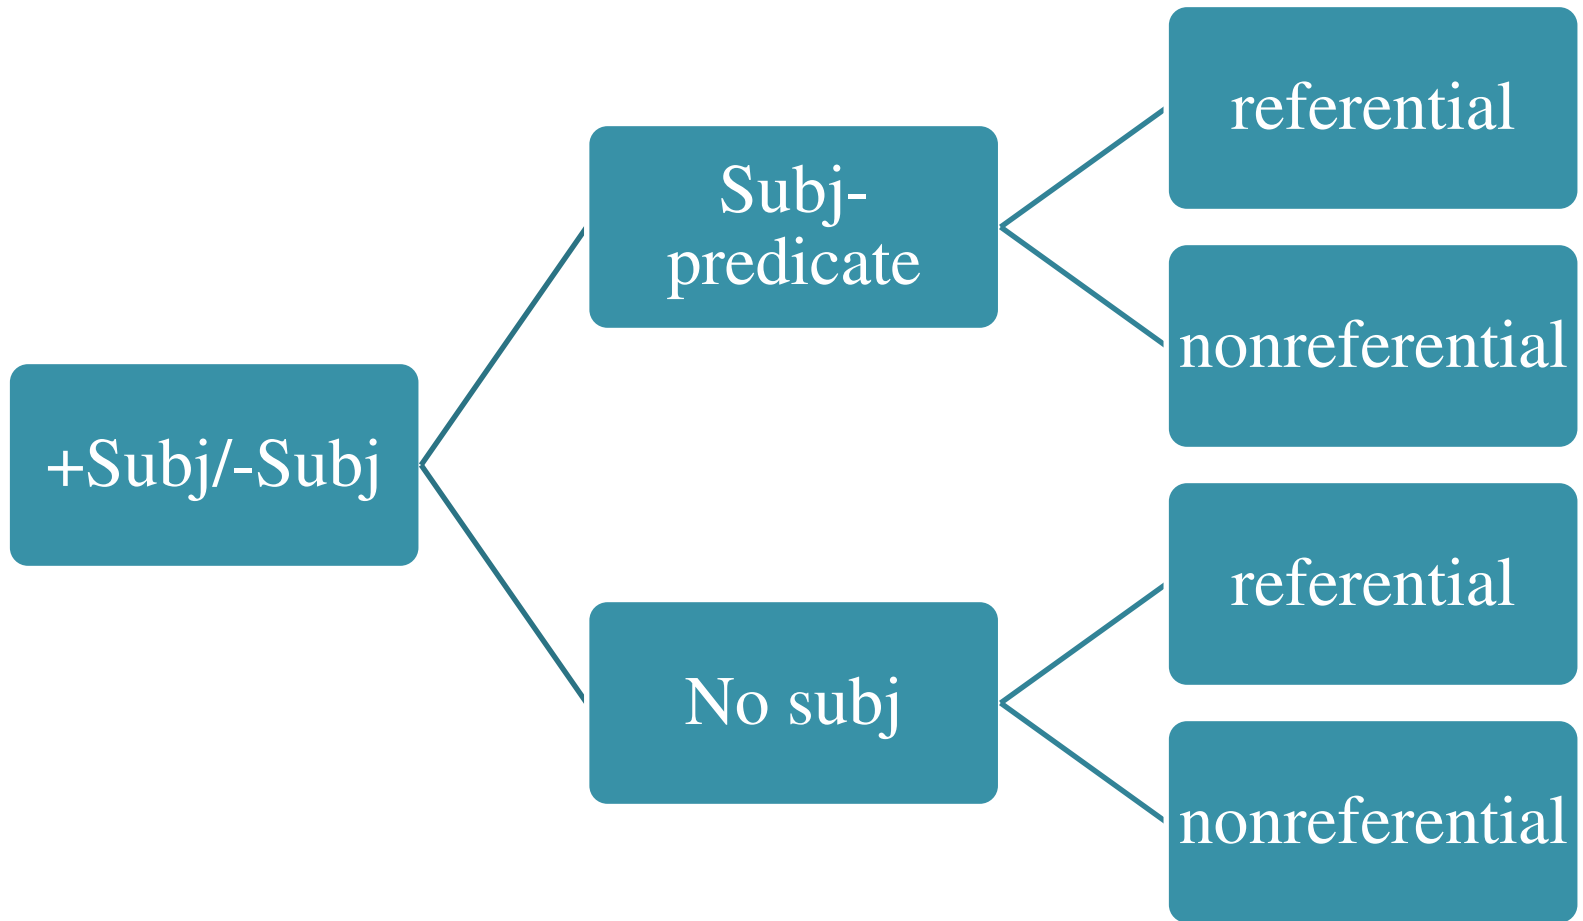 +Subj/-Subj
Subj-
predicate
referential
nonreferential
No subj
referential
nonreferential